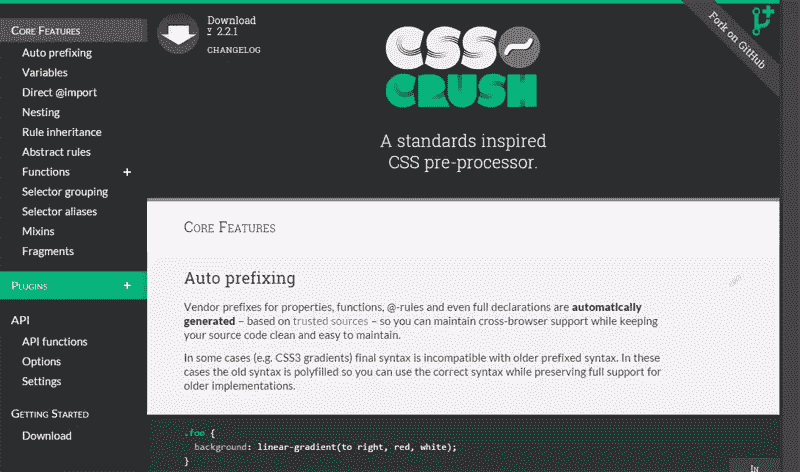 Core Features
Auto prefixing
Variables
Direct @import
Nesting
Rule inheritance
Abstract rules
Functions +
Selector grouping
Selector aliases
Mixins
Fragments
Plugins +
API
API functions
Options
Settings
Getting Started
Download
Download
v 2.2.1
CHANGELOG
CSS
CRUSH
A standards inspired
CSS pre-processor.
Fork on GitHub
Core Features
Auto prefixing
Vendor prefixes for properties, functions, @-rules and even full declarations are automatically
generated – based on trusted sources – so you can maintain cross-browser support while keeping
your source code clean and easy to maintain.
In some cases (e.g. CSS3 gradients) final syntax is incompatible with older prefixed syntax. In these
cases the old syntax is polyfilled so you can use the correct syntax while preserving full support for
older implementations.
.foo {
background: linear-gradient(to right, red, white);
}